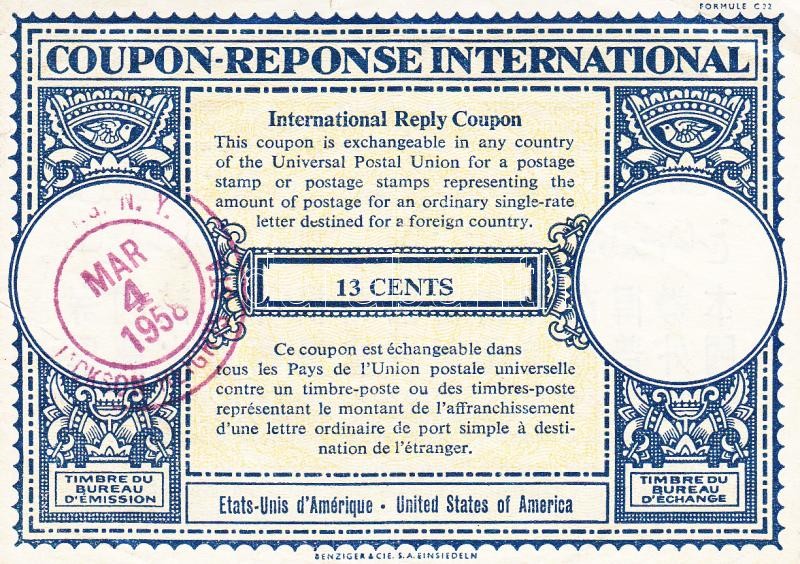 FORMULE C22
COUPON-REPONSE INTERNATIONAL
International Reply Coupon
This coupon is exchangeable in any country
of the Universal Postal Union for a postage
stamp or postage stamps representing the
amount of postage for an ordinary single-rate
letter destined for a foreign country.
N. Y.
MAR
4
1958
JACKSON
STA
13 CENTS
Ce coupon est échangeable dans
tous les Pays de l'Union postale universelle
contre un timbre-poste ou des timbres-poste
représentant le montant de l'affranchissement
d'une lettre ordinaire de port simple à desti-
nation de l'étranger.
TIMBRE DU
BUREAU
D'ÉMISSION
TIMBRE DU
BUREAU
D'ÉCHANGE
Etats-Unis d'Amérique · United States of America
BENZIGER & CIE. S.A. EINSIEDELN